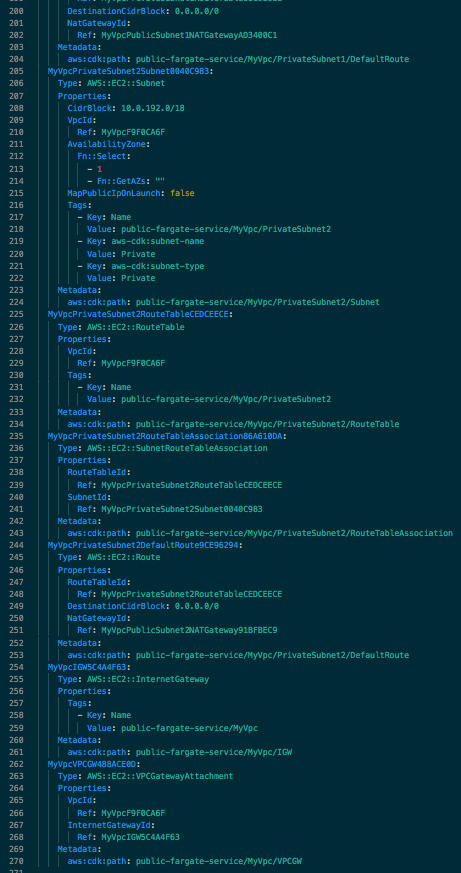 200 DestinationCidrBlock: 0.0.0.0/0
201 NatGatewayId:
202 Ref: MyVpcPublicSubnet1NATGatewayAD3400C1
203 Metadata:
204 aws:cdk:path: public-fargate-service/MyVpc/PrivateSubnet1/DefaultRoute
205 MyVpcPrivateSubnet2Subnet0040C983:
206 Type: AWS::EC2::Subnet
207 Properties:
208 CidrBlock: 10.0.192.0/18
209 VpcId:
210 Ref: MyVpcF9F0CA6F
211 AvailabilityZone:
212 Fn::Select:
213 - 1
214 - Fn::GetAZs: ""
215 MapPublicIpOnLaunch: false
216 Tags:
217 - Key: Name
218 Value: public-fargate-service/MyVpc/PrivateSubnet2
219 - Key: aws-cdk:subnet-name
220 Value: Private
221 - Key: aws-cdk:subnet-type
222 Value: Private
223 Metadata:
224 aws:cdk:path: public-fargate-service/MyVpc/PrivateSubnet2/Subnet
225 MyVpcPrivateSubnet2RouteTableCEDCEECE:
226 Type: AWS::EC2::RouteTable
227 Properties:
228 VpcId:
229 Ref: MyVpcF9F0CA6F
230 Tags:
231 - Key: Name
232 Value: public-fargate-service/MyVpc/PrivateSubnet2
233 Metadata:
234 aws:cdk:path: public-fargate-service/MyVpc/PrivateSubnet2/RouteTable
235 MyVpcPrivateSubnet2RouteTableAssociation86A610DA:
236 Type: AWS::EC2::SubnetRouteTableAssociation
237 Properties:
238 RouteTableId:
239 Ref: MyVpcPrivateSubnet2RouteTableCEDCEECE
240 SubnetId:
241 Ref: MyVpcPrivateSubnet2Subnet0040C983
242 Metadata:
243 aws:cdk:path: public-fargate-service/MyVpc/PrivateSubnet2/RouteTableAssociation
244 MyVpcPrivateSubnet2DefaultRoute9CE96294:
245 Type: AWS::EC2::Route
246 Properties:
247 RouteTableId:
248 Ref: MyVpcPrivateSubnet2RouteTableCEDCEECE
249 DestinationCidrBlock: 0.0.0.0/0
250 NatGatewayId:
251 Ref: MyVpcPublicSubnet2NATGateway91BFBEC9
252 Metadata:
253 aws:cdk:path: public-fargate-service/MyVpc/PrivateSubnet2/DefaultRoute
254 MyVpcIGW5C4A4F63:
255 Type: AWS::EC2::InternetGateway
256 Properties:
257 Tags:
258 - Key: Name
259 Value: public-fargate-service/MyVpc
260 Metadata:
261 aws:cdk:path: public-fargate-service/MyVpc/IGW
262 MyVpcVPCGW488ACE0D:
263 Type: AWS::EC2::VPCGatewayAttachment
264 Properties:
265 VpcId:
266 Ref: MyVpcF9F0CA6F
267 InternetGatewayId:
268 Ref: MyVpcIGW5C4A4F63
269 Metadata:
270 aws:cdk:path: public-fargate-service/MyVpc/VPCGW